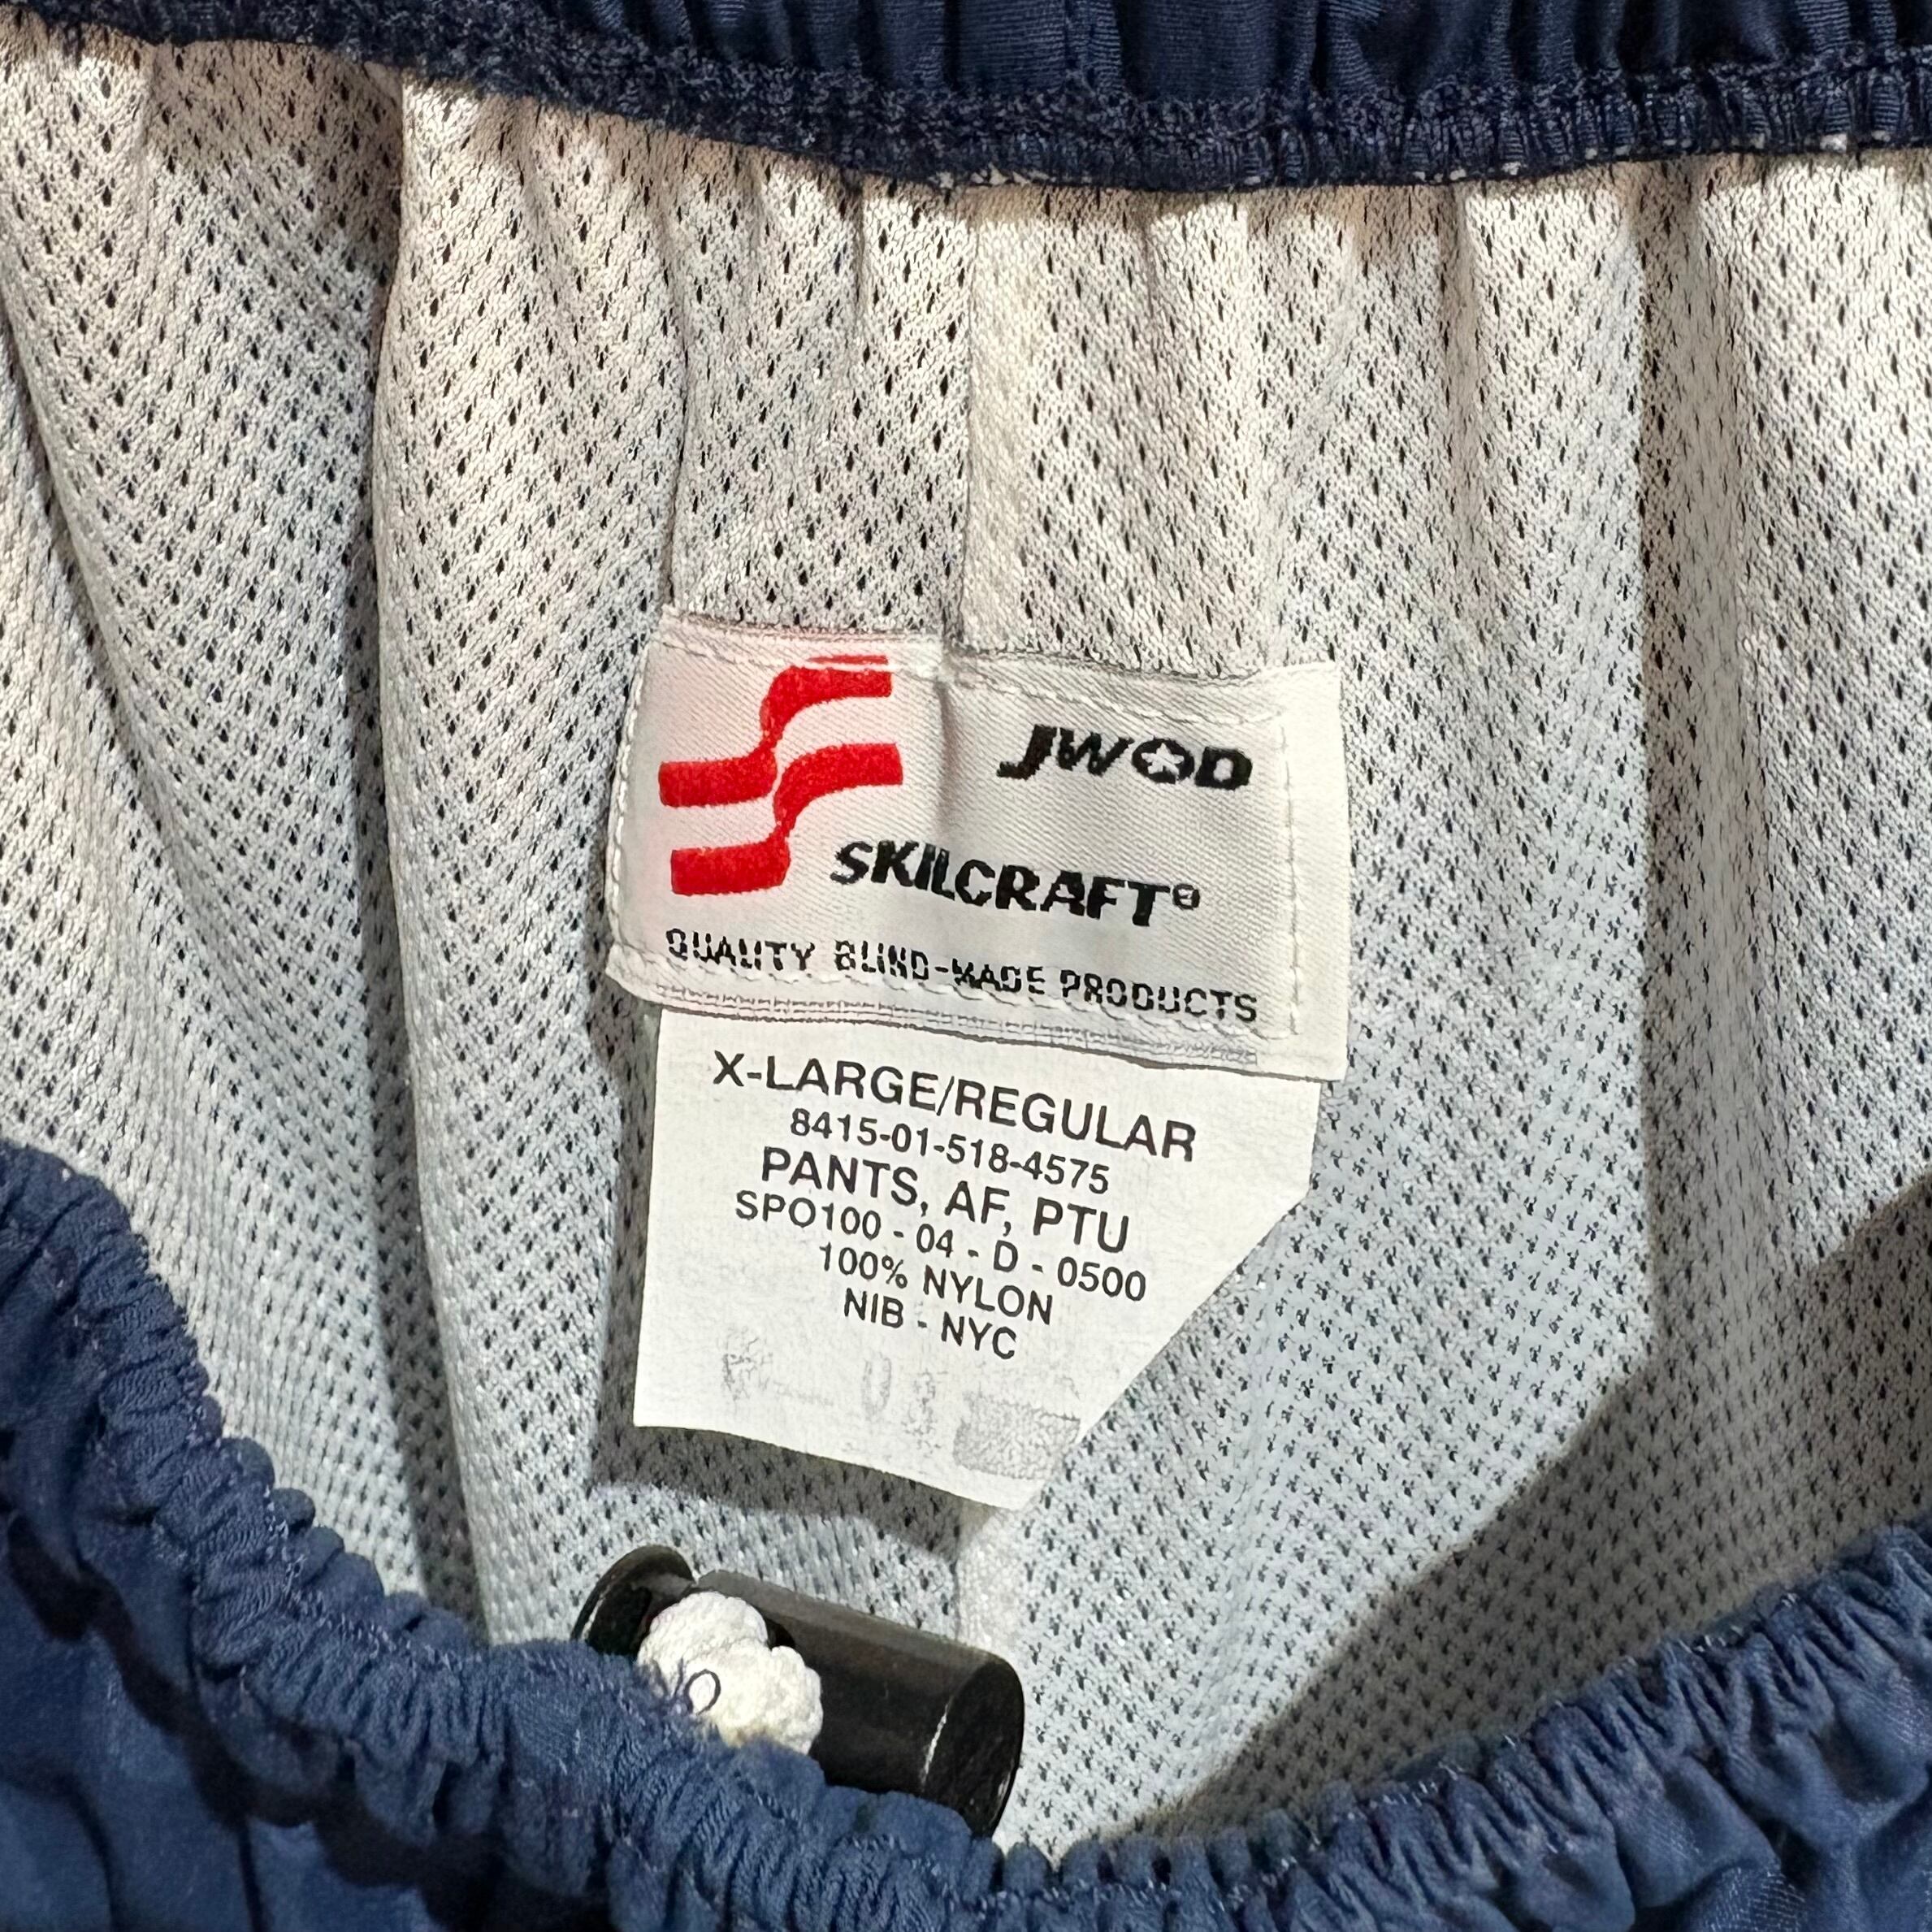 JWOD
SKILCRAFT®
QUALITY BLIND-MADE PRODUCTS
X-LARGE/REGULAR
8415-01-518-4575
PANTS, AF, PTU
SPO100 - 04 - D - 0500
100% NYLON
NIB - NYC